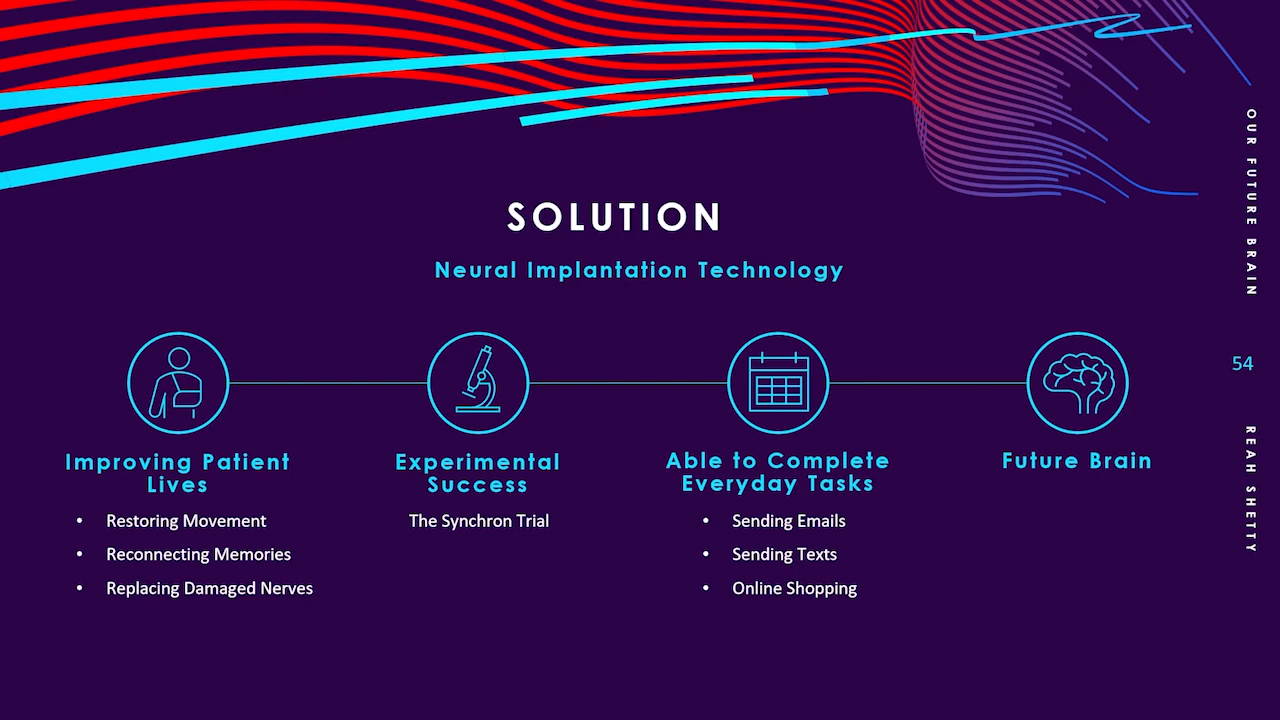 SOLUTION
Neural Implantation Technology
Improving Patient
Lives
• Restoring Movement
• Reconnecting Memories
• Replacing Damaged Nerves
Experimental
Success
The Synchron Trial
Able to Complete
Everyday Tasks
• Sending Emails
• Sending Texts
• Online Shopping
Future Brain
OUR FUTURE BRAIN
54
REAH SHETTY